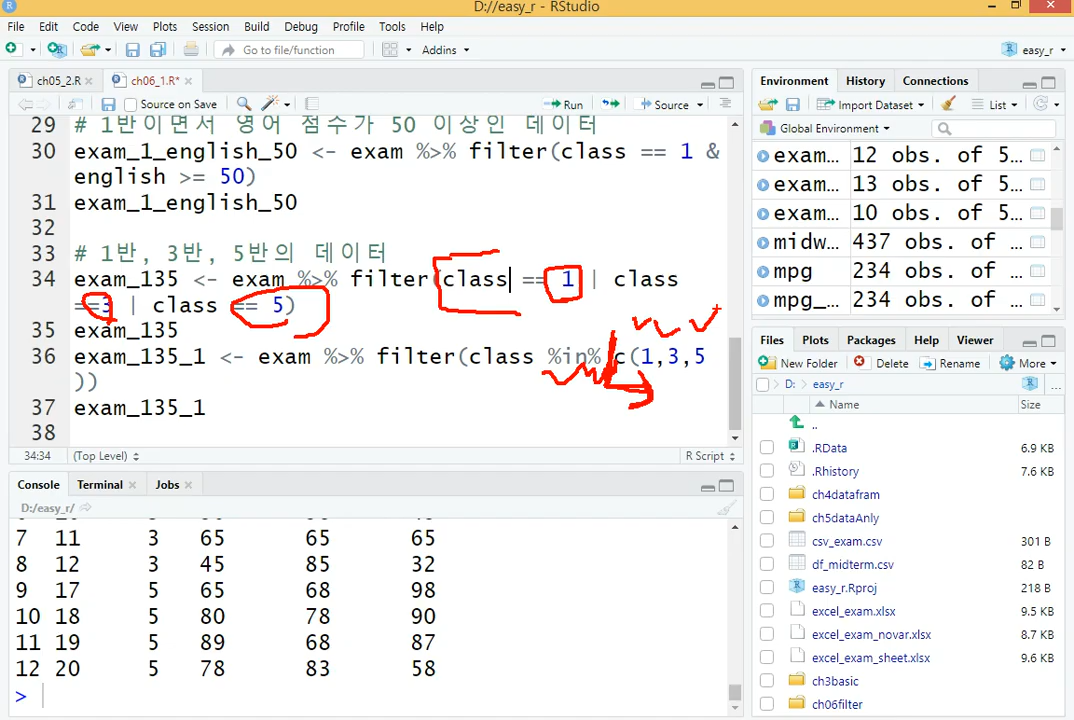 D://easy_r - RStudio
File Edit Code View Plots Session Build Debug Profile Tools Help
Go to file/function Addins easy_r
ch05_2.R ch06_1.R*
Source on Save Run Source
29 # 1반이면서 영어 점수가 50 이상인 데이터
30 exam_1_english_50 <- exam %>% filter(class == 1 &
english >= 50)
31 exam_1_english_50
32
33 # 1반, 3반, 5반의 데이터
34 exam_135 <- exam %>% filter(class == 1 | class
==3 | class == 5)
35 exam_135
36 exam_135_1 <- exam %>% filter(class %in% c(1,3,5
))
37 exam_135_1
38
34:34 (Top Level) R Script
Console Terminal Jobs
D:/easy_r/
7 11 3 65 65 65
8 12 3 45 85 32
9 17 5 65 68 98
10 18 5 80 78 90
11 19 5 89 68 87
12 20 5 78 83 58
>
Environment History Connections
Import Dataset List
Global Environment
exam... 12 obs. of 5...
exam... 13 obs. of 5...
exam... 10 obs. of 5...
midw... 437 obs. of ...
mpg 234 obs. of ...
mpg_... 234 obs. of ...
Files Plots Packages Help Viewer
New Folder Delete Rename More
D: easy_r ...
Name Size
..
.RData 6.9 KB
.Rhistory 7.6 KB
ch4datafram
ch5dataAnly
csv_exam.csv 301 B
df_midterm.csv 82 B
easy_r.Rproj 218 B
excel_exam.xlsx 9.5 KB
excel_exam_novar.xlsx 8.7 KB
excel_exam_sheet.xlsx 9.6 KB
ch3basic
ch06filter